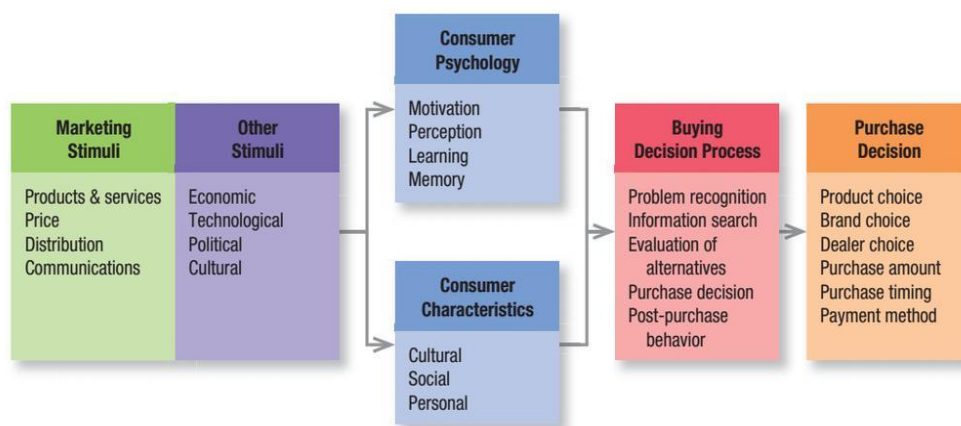 Marketing
Stimuli
Products & services
Price
Distribution
Communications
Other
Stimuli
Economic
Technological
Political
Cultural
Consumer
Psychology
Motivation
Perception
Learning
Memory
Consumer
Characteristics
Cultural
Social
Personal
Buying
Decision Process
Problem recognition
Information search
Evaluation of
alternatives
Purchase decision
Post-purchase
behavior
Purchase
Decision
Product choice
Brand choice
Dealer choice
Purchase amount
Purchase timing
Payment method